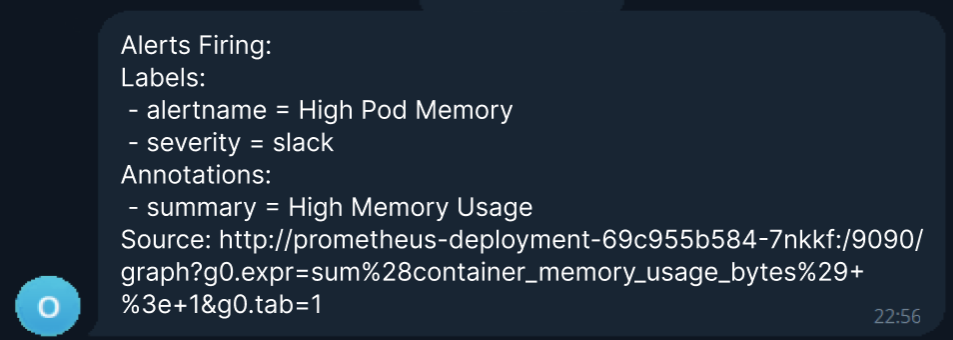 Alerts Firing:
Labels:
- alertname = High Pod Memory
- severity = slack
Annotations:
- summary = High Memory Usage
Source: http://prometheus-deployment-69c955b584-7nkkf:/9090/
graph?g0.expr=sum%28container_memory_usage_bytes%29+
%3e+1&g0.tab=1
22:56
O